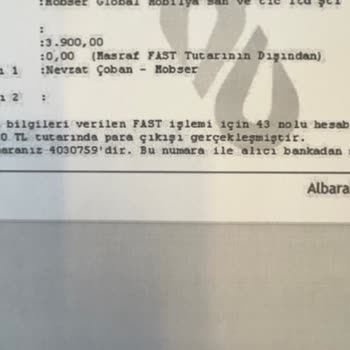 :Mobser Global Mobilya San ve tic ltd şti
:
:3.900,00
:0,00 (Masraf FAST Tutarının Dışından)
ı 1 :Nevzat Çoban - Mobser
ı 2 :
bilgileri verilen FAST işlemi için 43 nolu hesab
0 TL tutarında para çıkışı gerçekleşmiştir.
aranız 4030759'dir. Bu numara ile alıcı bankadan
Albara